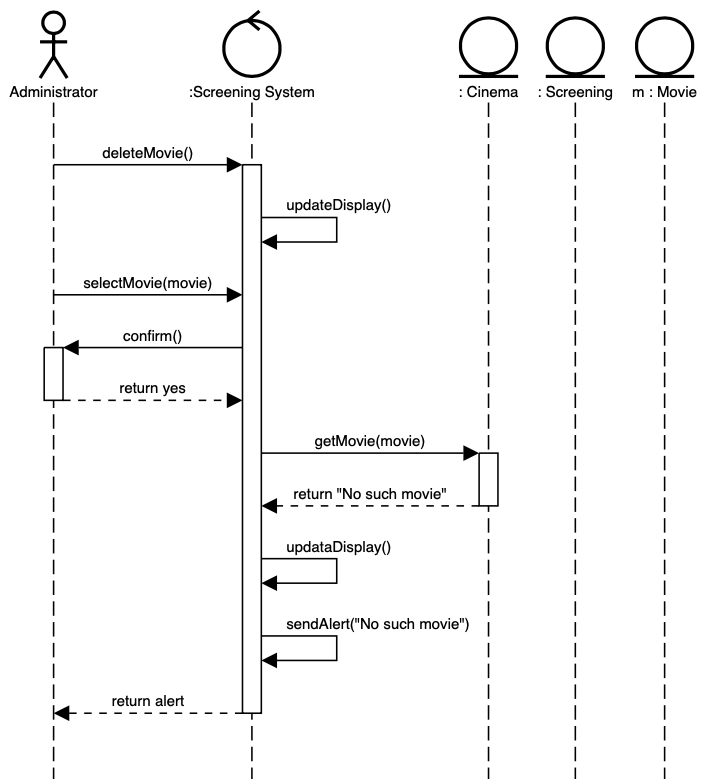 Administrator
:Screening System
: Cinema
: Screening
m : Movie
deleteMovie()
updateDisplay()
selectMovie(movie)
confirm()
return yes
getMovie(movie)
return "No such movie"
updataDisplay()
sendAlert("No such movie")
return alert